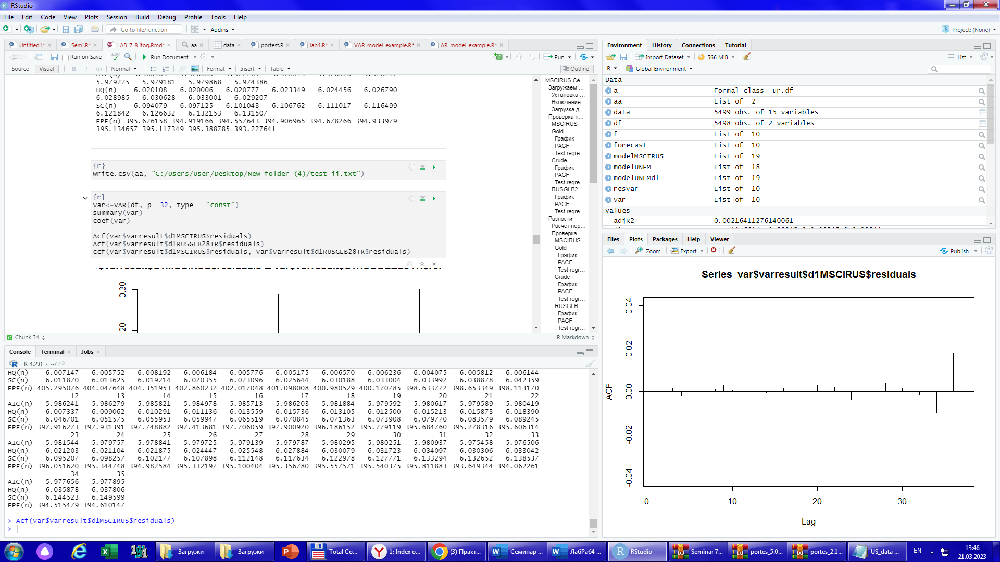 RStudio
File Edit Code View Plots Session Build Debug Profile Tools Help
Go to file/function Addins Project: (None)
Untitled1* Semi.R* LAB_7-8 itog.Rmd* aa data portest.R lab4.R* VAR_model_example.R* AR_model_example.R*
Run on Save ABC Run Document Run
Source Visual B I </> Normal Format Insert Table Outline
5.979225 5.979181 5.979868 5.974386
HQ(n) 6.020108 6.020006 6.020777 6.023349 6.024456 6.026790
6.028985 6.030628 6.033001 6.029207
SC(n) 6.094079 6.097125 6.101043 6.106762 6.111017 6.116499
6.121842 6.126632 6.132153 6.131507
FPE(n) 395.626158 394.919166 394.557643 394.906965 394.678266 394.933979
395.134657 395.117349 395.388785 393.227641
{r}
write.csv(aa, "C:/Users/User/Desktop/New folder (4)/test_ii.txt")
{r}
var<-VAR(df, p =32, type = "const")
summary(var)
coef(var)
Acf(var$varresult$d1MSCIRUS$residuals)
Acf(var$varresult$d1RUSGLB28TR$residuals)
ccf(var$varresult$d1MSCIRUS$residuals, var$varresult$d1RUSGLB28TR$residuals)
0.30
20
MSCIRUS Ce...
Загружаем ...
Установка ...
Включение...
Загрузка д...
Проверка н...
MSCIRUS
Gold
График
PACF
Test regre...
Crude
График
PACF
Test regre...
RUSGLB2...
График
PACF
Test regre...
Разности
Расчет пер...
Проверка ...
MSCIRUS
Gold
График
PACF
Test regr...
Crude
График
PACF
Test regr...
RUSGLB...
График
PACF
Test regr...
Chunk 34 R Markdown
Console Terminal Jobs
R 4.2.0 · ~/
HQ(n) 6.007147 6.005752 6.008192 6.006184 6.005776 6.005175 6.006570 6.006236 6.004075 6.005812 6.006144
SC(n) 6.011870 6.013625 6.019214 6.020355 6.023096 6.025644 6.030188 6.033004 6.033992 6.038878 6.042359
FPE(n) 405.295076 404.047648 404.351953 402.860232 402.017048 401.098008 400.980529 400.170785 398.633772 398.653349 398.113170
12 13 14 15 16 17 18 19 20 21 22
AIC(n) 5.986241 5.986279 5.985821 5.984978 5.985713 5.986203 5.981884 5.979592 5.980617 5.979589 5.980419
HQ(n) 6.007337 6.009062 6.010291 6.011136 6.013559 6.015736 6.013105 6.012500 6.015213 6.015873 6.018390
SC(n) 6.046701 6.051575 6.055953 6.059947 6.065519 6.070845 6.071363 6.073908 6.079770 6.083579 6.089245
FPE(n) 397.916273 397.931391 397.748882 397.413681 397.706059 397.900920 396.186152 395.279119 395.684760 395.278316 395.606314
23 24 25 26 27 28 29 30 31 32 33
AIC(n) 5.981544 5.979757 5.978841 5.979725 5.979139 5.979787 5.980295 5.980251 5.980937 5.975458 5.976506
HQ(n) 6.021203 6.021104 6.021875 6.024447 6.025548 6.027884 6.030079 6.031723 6.034097 6.030306 6.033042
SC(n) 6.095207 6.098257 6.102177 6.107898 6.112148 6.117634 6.122978 6.127771 6.133294 6.132652 6.138537
FPE(n) 396.051620 395.344748 394.982584 395.332197 395.100404 395.356780 395.557571 395.540375 395.811883 393.649344 394.062261
34 35
AIC(n) 5.977656 5.977895
HQ(n) 6.035878 6.037806
SC(n) 6.144523 6.149599
FPE(n) 394.515479 394.610147
> Acf(var$varresult$d1MSCIRUS$residuals)
>
Environment History Connections Tutorial
Import Dataset 566 MiB List
R Global Environment
Data
a Formal class ur.df
aa List of 2
data 5499 obs. of 15 variables
df 5498 obs. of 2 variables
f List of 10
forecast List of 10
modelMSCIRUS List of 19
modelUNEM List of 18
modelUNEMd1 List of 19
resvar List of 10
var List of 10
Values
adjR2 0.00216411276140061
Files Plots Packages Help Viewer
Zoom Export Publish
Series var$varresult$d1MSCIRUS$residuals
ACF
0.04
0.02
0.00
-0.02
-0.04
0 10 20 30
Lag
Загрузки Загрузки Total Co... 1: Index o... (3) Практ... Семинар ... ЛабРаб4 ... RStudio Seminar 7... portes_5.0... portes_2.1... US_data ... EN 13:46
21.03.2023